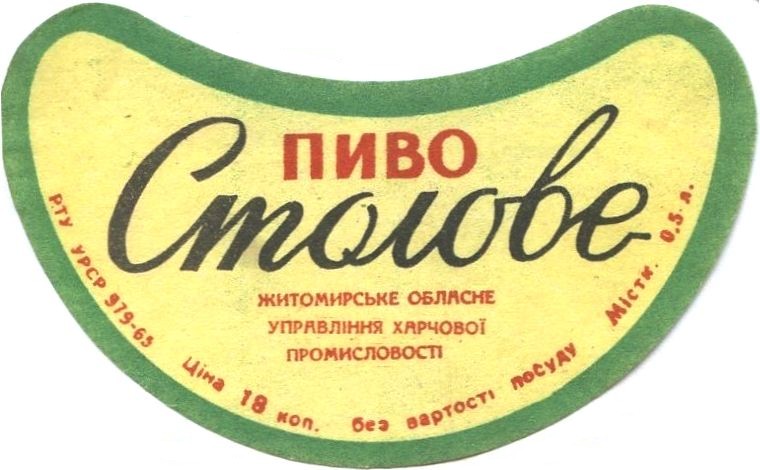 ПИВО
Столове
ЖИТОМИРСЬКЕ ОБЛАСНЕ
УПРАВЛІННЯ ХАРЧОВОЇ
ПРОМИСЛОВОСТІ
РТУ УРСР 979-65
Ціна 18 коп. без вартості посуду
Містк. 0,5 л.